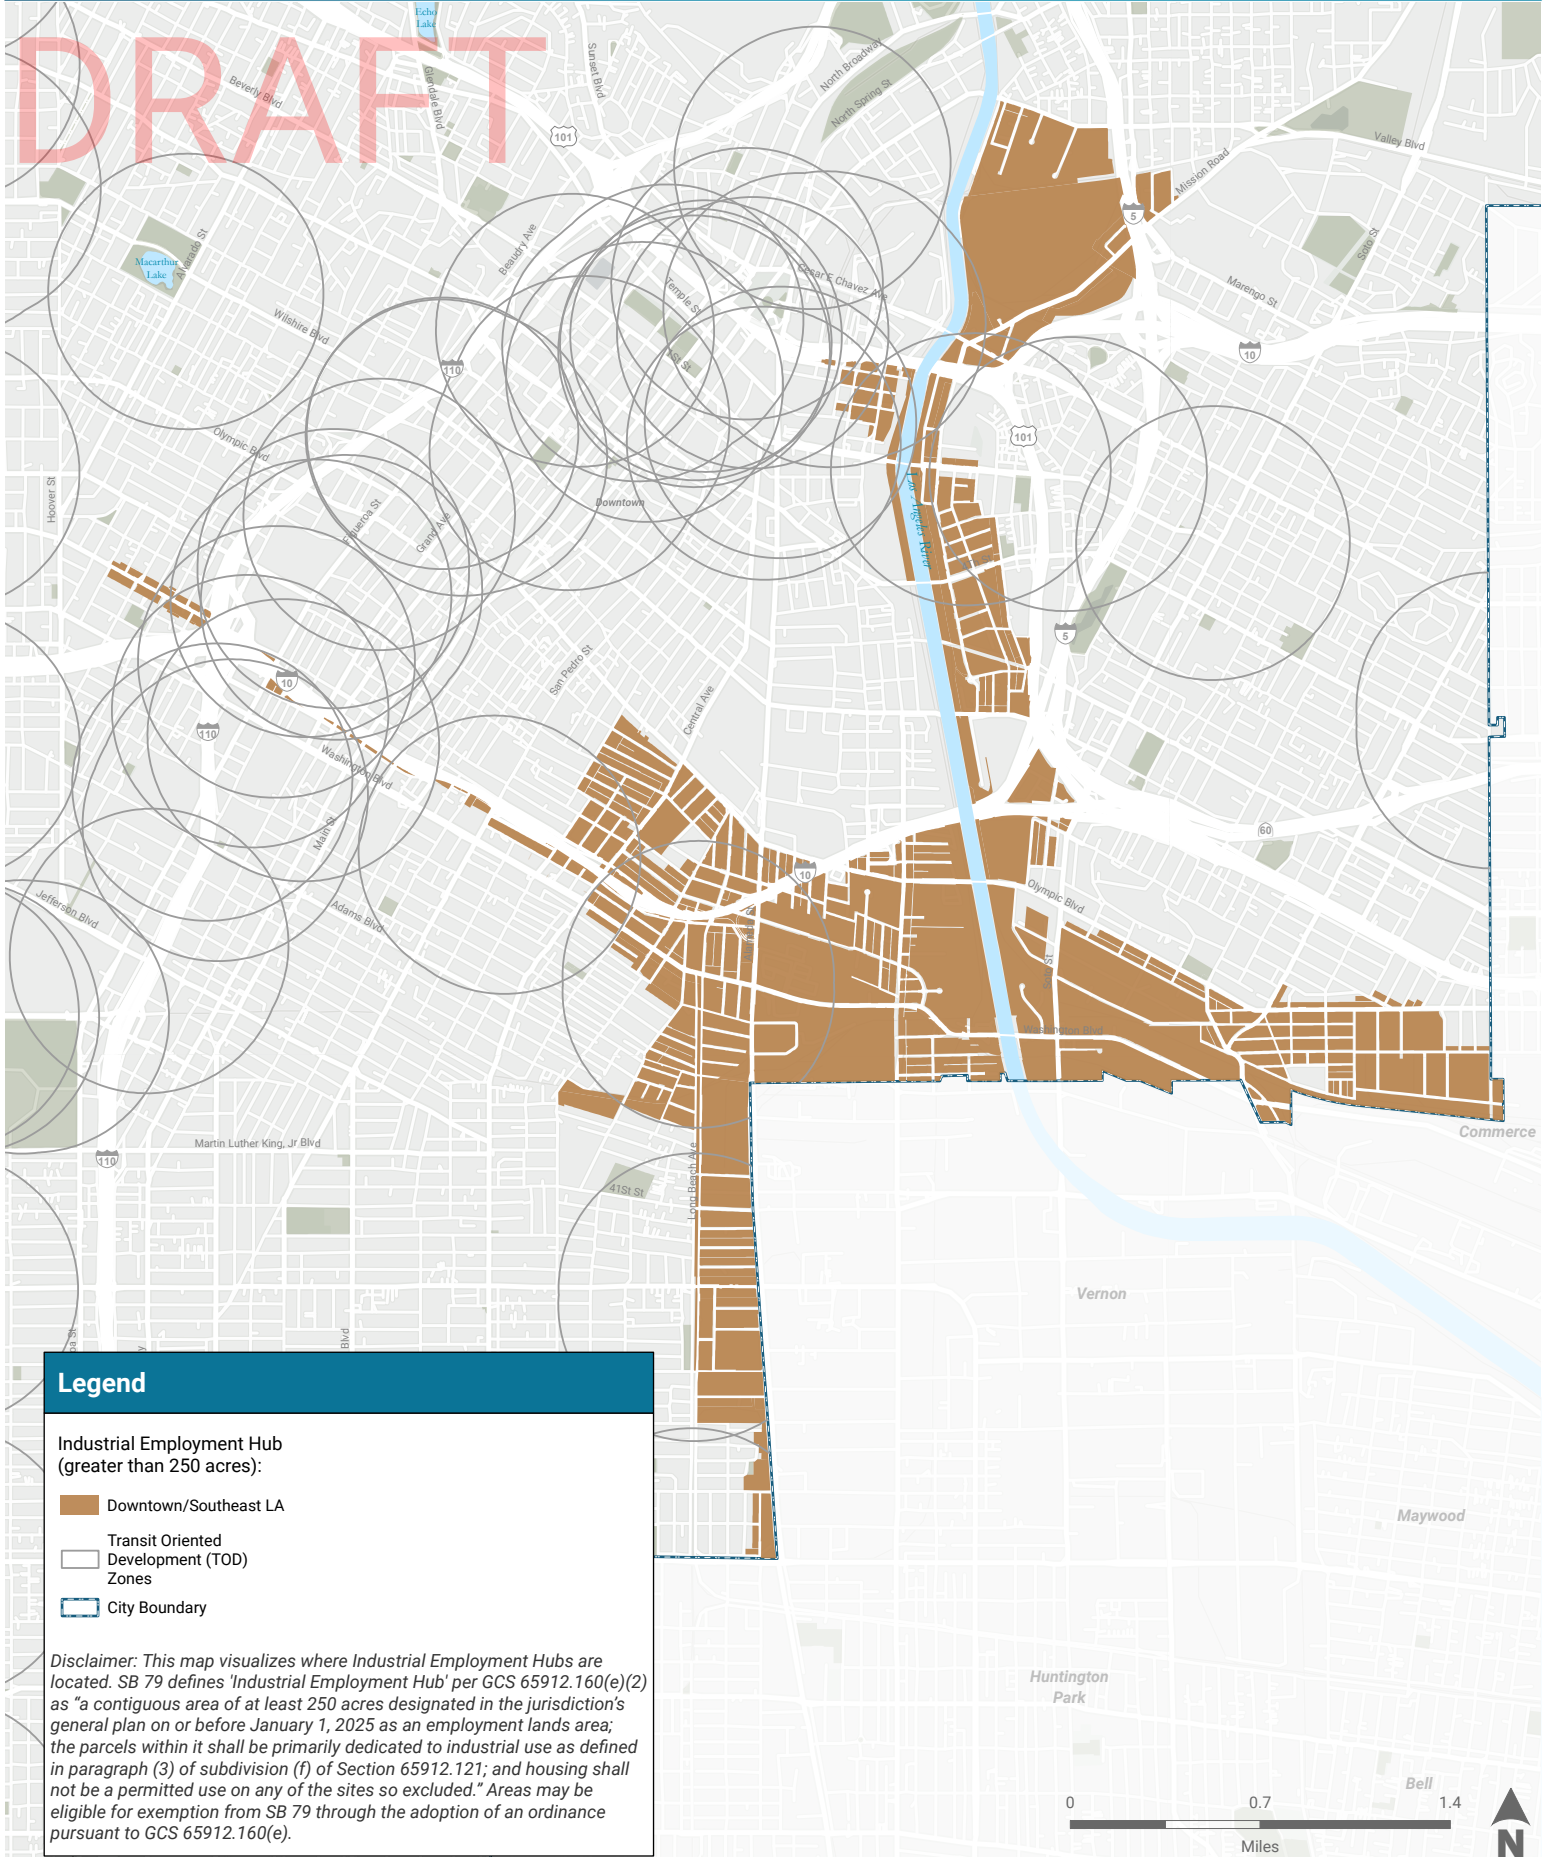 DRAFT
Echo
Lake
Glendale Blvd
Sunset Blvd
North Broadway
North Spring St
Beverly Blvd
101
Valley Blvd
Mission Road
5
Alvarado St
Macarthur
Lake
Beaudry Ave
Cesar E Chavez Ave
Temple St
Soto St
Marengo St
Wilshire Blvd
1St St
10
110
Olympic Blvd
101
Hoover St
Downtown
Figueroa St
Grand Ave
Los Angeles River
5
San Pedro St
10
Central Ave
110
Washington Blvd
Main St
60
10
Olympic Blvd
Jefferson Blvd
Adams Blvd
Soto St
Washington Blvd
Commerce
Martin Luther King, Jr Blvd
110
Long Beach Ave
41St St
Vernon
Blvd
Legend
Industrial Employment Hub
(greater than 250 acres):
Downtown/Southeast LA
Transit Oriented
Development (TOD)
Zones
City Boundary
Disclaimer: This map visualizes where Industrial Employment Hubs are
located. SB 79 defines 'Industrial Employment Hub' per GCS 65912.160(e)(2)
as “a contiguous area of at least 250 acres designated in the jurisdiction’s
general plan on or before January 1, 2025 as an employment lands area;
the parcels within it shall be primarily dedicated to industrial use as defined
in paragraph (3) of subdivision (f) of Section 65912.121; and housing shall
not be a permitted use on any of the sites so excluded.” Areas may be
eligible for exemption from SB 79 through the adoption of an ordinance
pursuant to GCS 65912.160(e).
Maywood
Huntington
Park
Bell
0 0.7 1.4
Miles
N